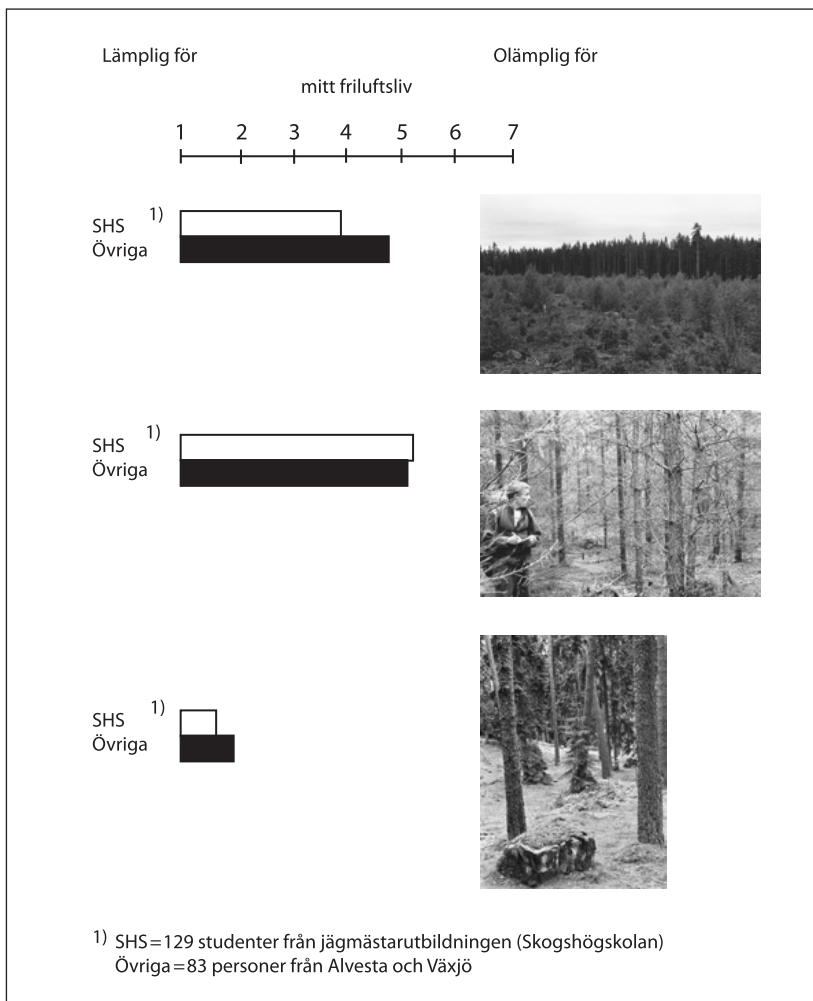 Lämplig för Olämplig för
mitt friluftsliv
1 2 3 4 5 6 7
SHS 1)
Övriga
SHS 1)
Övriga
SHS 1)
Övriga
1) SHS=129 studenter från jägmästarutbildningen (Skogshögskolan)
Övriga=83 personer från Alvesta och Växjö